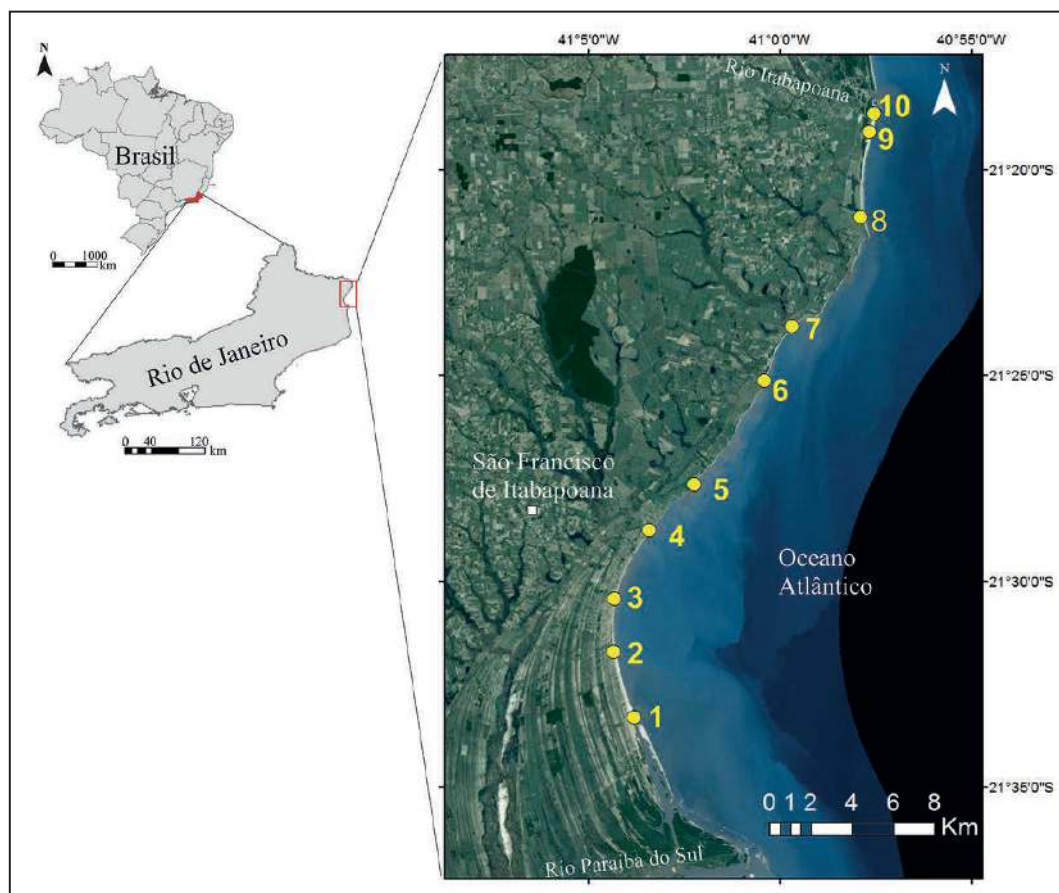 N
Brasil
0 1000
km
Rio de Janeiro
0 40 120
km
41°5'0"W 41°0'0"W 40°55'0"W
N
Rio Itabapoana
10
9
21°20'0"S
8
7
21°25'0"S
6
São Francisco
de Itabapoana
5
4
Oceano
Atlântico
21°30'0"S
3
2
1
21°35'0"S
0 1 2 4 6 8
Km
Rio Paraíba do Sul